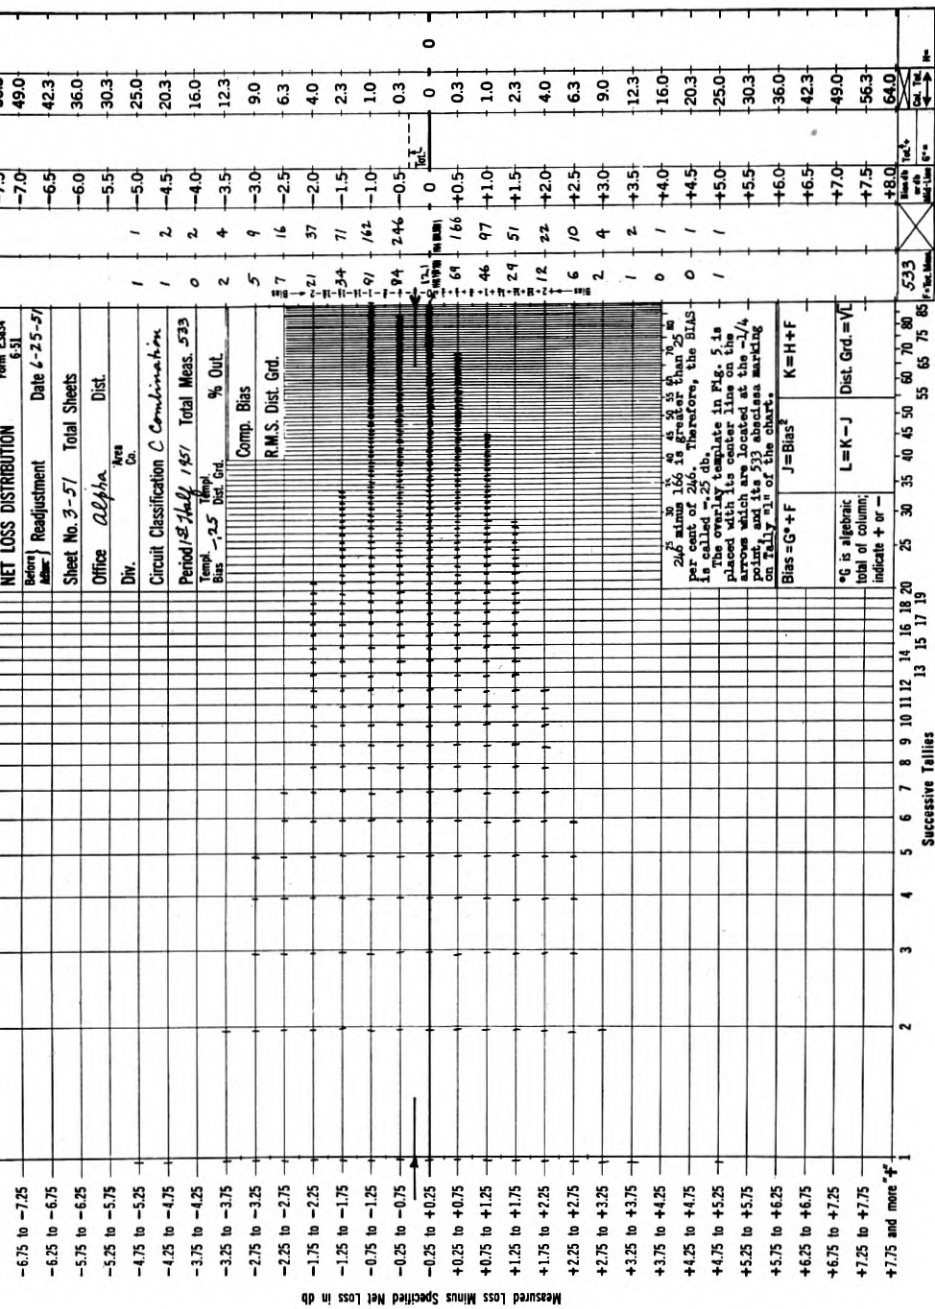 NET LOSS DISTRIBUTION
6-51
Before } Readjustment Date 6-25-51
Sheet No. 3-51 Total Sheets
Office Alpha Dist.
Div. Area Co.
Circuit Classification C Combination
Period 1st Half 1951 Total Meas. 533
Templ. Bias -.25 Templ. Dist. Grd. % Out.
Comp. Bias
R.M.S. Dist. Grd.
25 30 35 40 45 50 55 60 70 80
246 minus 166 is greater than 25
per cent of 246. Therefore, the BIAS
is called -.25 db.
The overlay template in Fig. 5 is
placed with its center line on the
arrows which are located at the -1/4
point, and its 533 abscissa marking
on Tally "1" of the chart.
Bias=G*÷F J=Bias² K=H÷F
*G is algebraic
total of column;
indicate + or -
L=K-J Dist. Grd.=√L
Measured Loss Minus Specified Net Loss in db
-6.75 to -7.25 -7.0 49.0
-6.25 to -6.75 -6.5 42.3
-5.75 to -6.25 -6.0 36.0
-5.25 to -5.75 -5.5 30.3
-4.75 to -5.25 1 1 -5.0 25.0
-4.25 to -4.75 1 2 -4.5 20.3
-3.75 to -4.25 0 2 -4.0 16.0
-3.25 to -3.75 2 4 -3.5 12.3
-2.75 to -3.25 5 9 -3.0 9.0
-2.25 to -2.75 7 16 -2.5 6.3
-1.75 to -2.25 21 37 -2.0 4.0
-1.25 to -1.75 34 71 -1.5 2.3
-0.75 to -1.25 91 162 -1.0 1.0
-0.25 to -0.75 84 246 -0.5 0.3
Tot.-
-0.25 to +0.25 121 0 0 0
+0.25 to +0.75 69 166 +0.5 0.3
+0.75 to +1.25 46 97 +1.0 1.0
+1.25 to +1.75 29 51 +1.5 2.3
+1.75 to +2.25 12 22 +2.0 4.0
+2.25 to +2.75 6 10 +2.5 6.3
+2.75 to +3.25 2 4 +3.0 9.0
+3.25 to +3.75 1 2 +3.5 12.3
+3.75 to +4.25 0 1 +4.0 16.0
+4.25 to +4.75 0 1 +4.5 20.3
+4.75 to +5.25 1 1 +5.0 25.0
+5.25 to +5.75 +5.5 30.3
+5.75 to +6.25 +6.0 36.0
+6.25 to +6.75 +6.5 42.3
+6.75 to +7.25 +7.0 49.0
+7.25 to +7.75 +7.5 56.3
+7.75 and more "+" +8.0 64.0
533 Tot.+ Col. Tot.
G*= H=
1 2 3 4 5 6 7 8 9 10 11 12 14 16 18 20 25 30 35 40 45 50 60 70 80
13 15 17 19 55 65 75 85
Successive Tallies